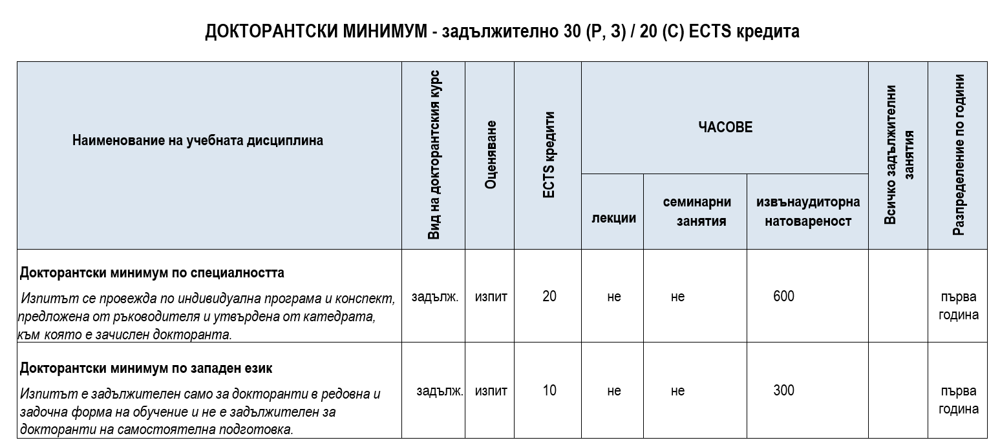 ДОКТОРАНТСКИ МИНИМУМ - задължително 30 (Р, З) / 20 (С) ECTS кредита
Наименование на учебната дисциплина
Вид на докторантския курс
Оценяване
ECTS кредити
ЧАСОВЕ
лекции
семинарни
занятия
извънаудиторна
натовареност
Всичко задължителни
занятия
Разпределение по години
Докторантски минимум по специалността
Изпитът се провежда по индивидуална програма и конспект,
предложена от ръководителя и утвърдена от катедрата,
към която е зачислен докторанта.
задълж.
изпит
20
не
не
600
първа
година
Докторантски минимум по западен език
Изпитът е задължителен само за докторанти в редовна и
задочна форма на обучение и не е задължителен за
докторанти на самостоятелна подготовка.
задълж.
изпит
10
не
не
300
първа
година